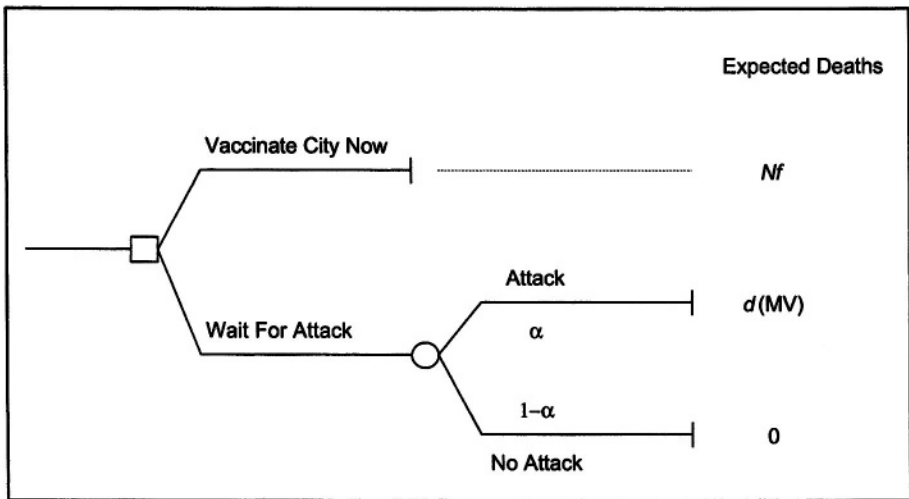 Expected Deaths
Vaccinate City Now
Nf
Attack
d(MV)
α
Wait For Attack
1−α
0
No Attack